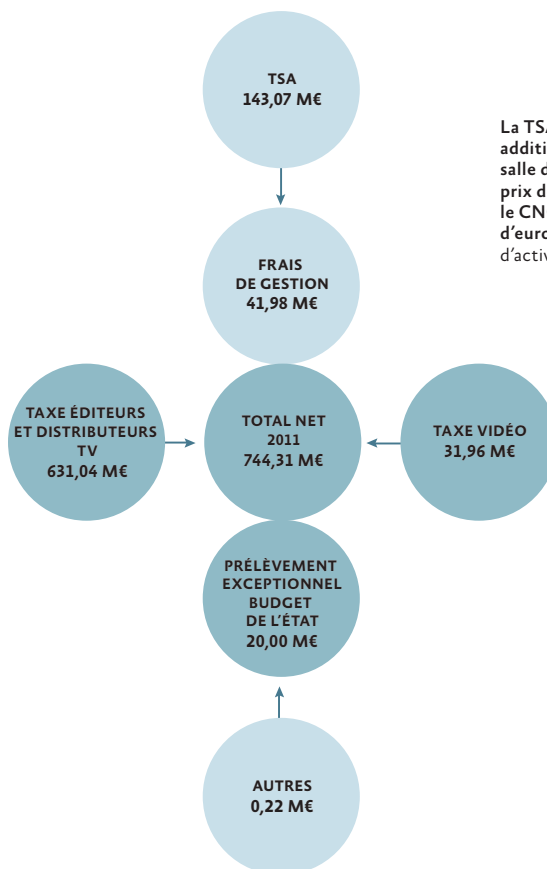 TSA
143,07 M€
La TSA
additi
salle d
prix d
le CN
d'euro
d'activ
FRAIS
DE GESTION
41,98 M€
TAXE ÉDITEURS
ET DISTRIBUTEURS
TV
631,04 M€
TOTAL NET
2011
744,31 M€
TAXE VIDÉO
31,96 M€
PRÉLÈVEMENT
EXCEPTIONNEL
BUDGET
DE L'ÉTAT
20,00 M€
AUTRES
0,22 M€